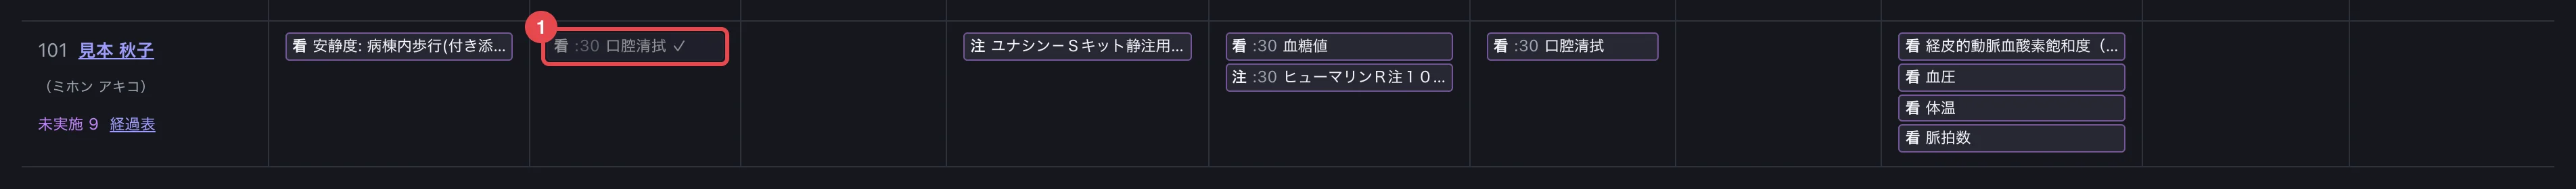 101 見本 秋子
（ミホン アキコ）
未実施 9 経過表
看 安静度: 病棟内歩行(付き添...
1
看 :30 口腔清拭 ✓
注 ユナシン－Ｓキット静注用...
看 :30 血糖値
注 :30 ヒューマリンＲ注１０...
看 :30 口腔清拭
看 経皮的動脈血酸素飽和度（...
看 血圧
看 体温
看 脈拍数